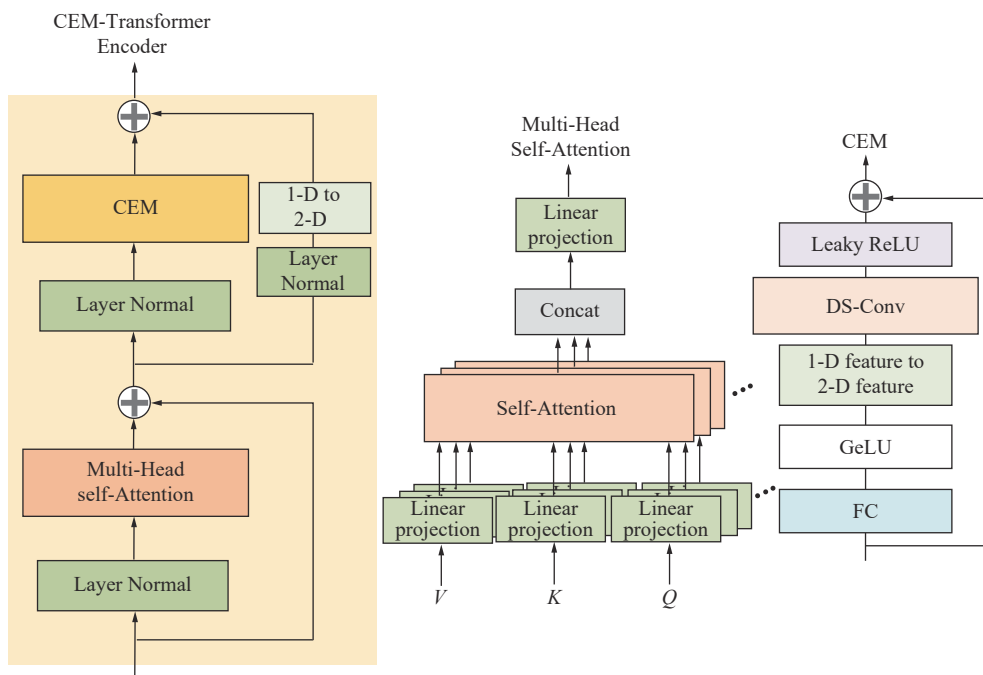 CEM-Transformer
Encoder
CEM
1-D to
2-D
Layer
Normal
Layer Normal
Multi-Head
self-Attention
Layer Normal
Multi-Head
Self-Attention
Linear
projection
Concat
Self-Attention
Linear
projection
Linear
projection
Linear
projection
V
K
Q
CEM
Leaky ReLU
DS-Conv
1-D feature to
2-D feature
GeLU
FC